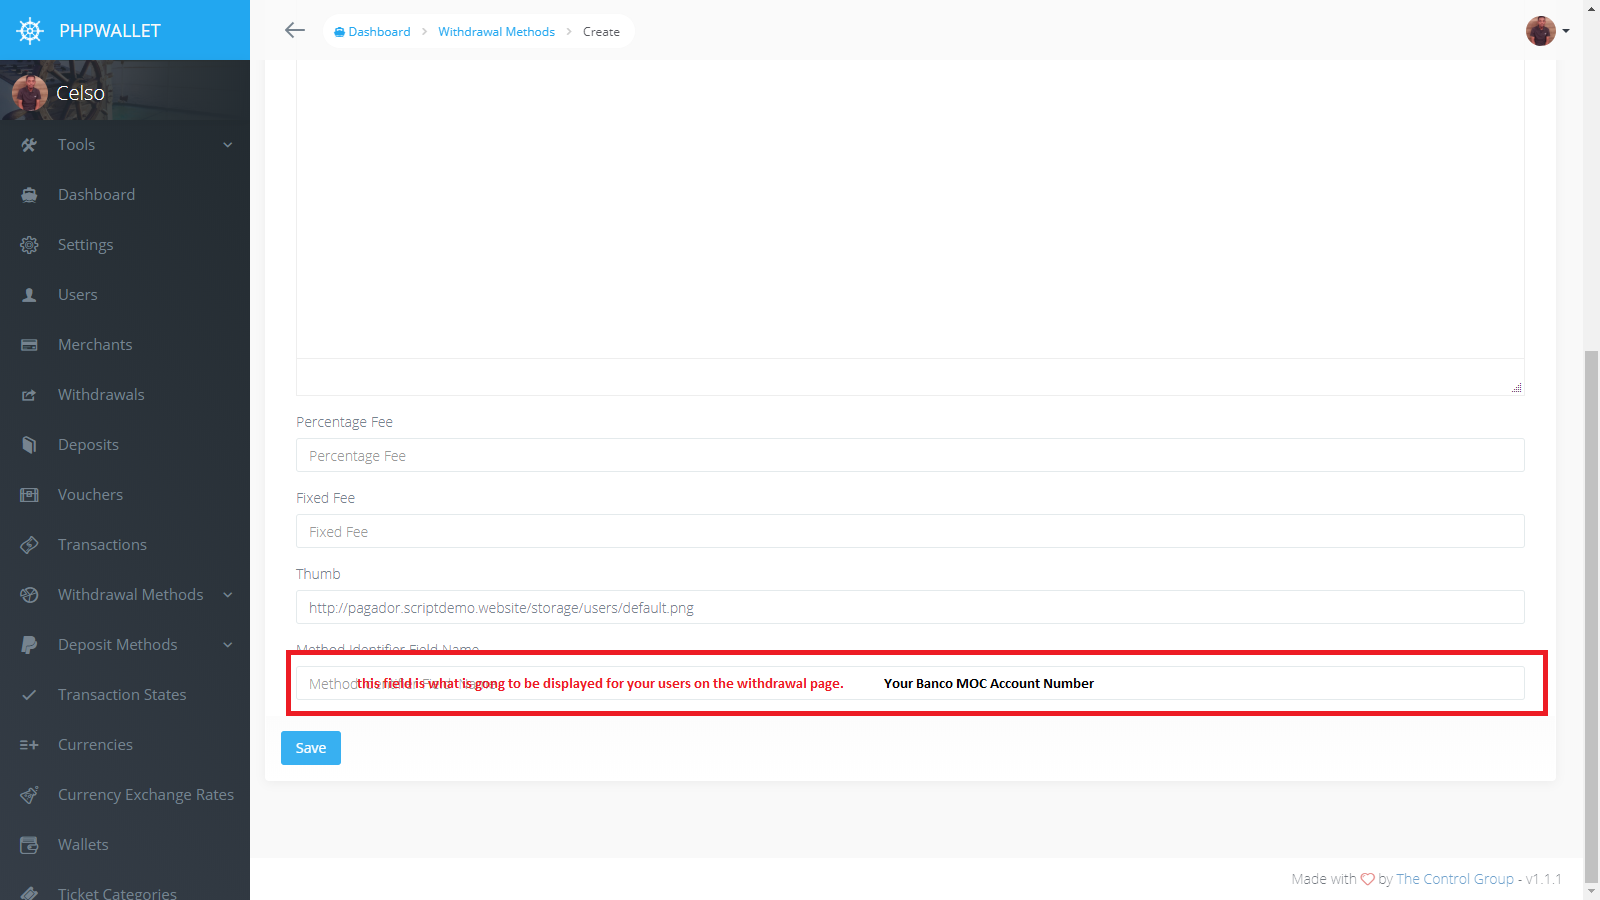 PHPWALLET
Dashboard > Withdrawal Methods > Create
Celso
Tools
Dashboard
Settings
Users
Merchants
Withdrawals
Deposits
Vouchers
Transactions
Withdrawal Methods
Deposit Methods
Transaction States
Currencies
Currency Exchange Rates
Wallets
Ticket Categories
Percentage Fee
Percentage Fee
Fixed Fee
Fixed Fee
Thumb
http://pagador.scriptdemo.website/storage/users/default.png
Method Identifier Field Name
Method Identifier Field Name
this field is what is gong to be displayed for your users on the withdrawal page. Your Banco MOC Account Number
Save
Made with by The Control Group - v1.1.1